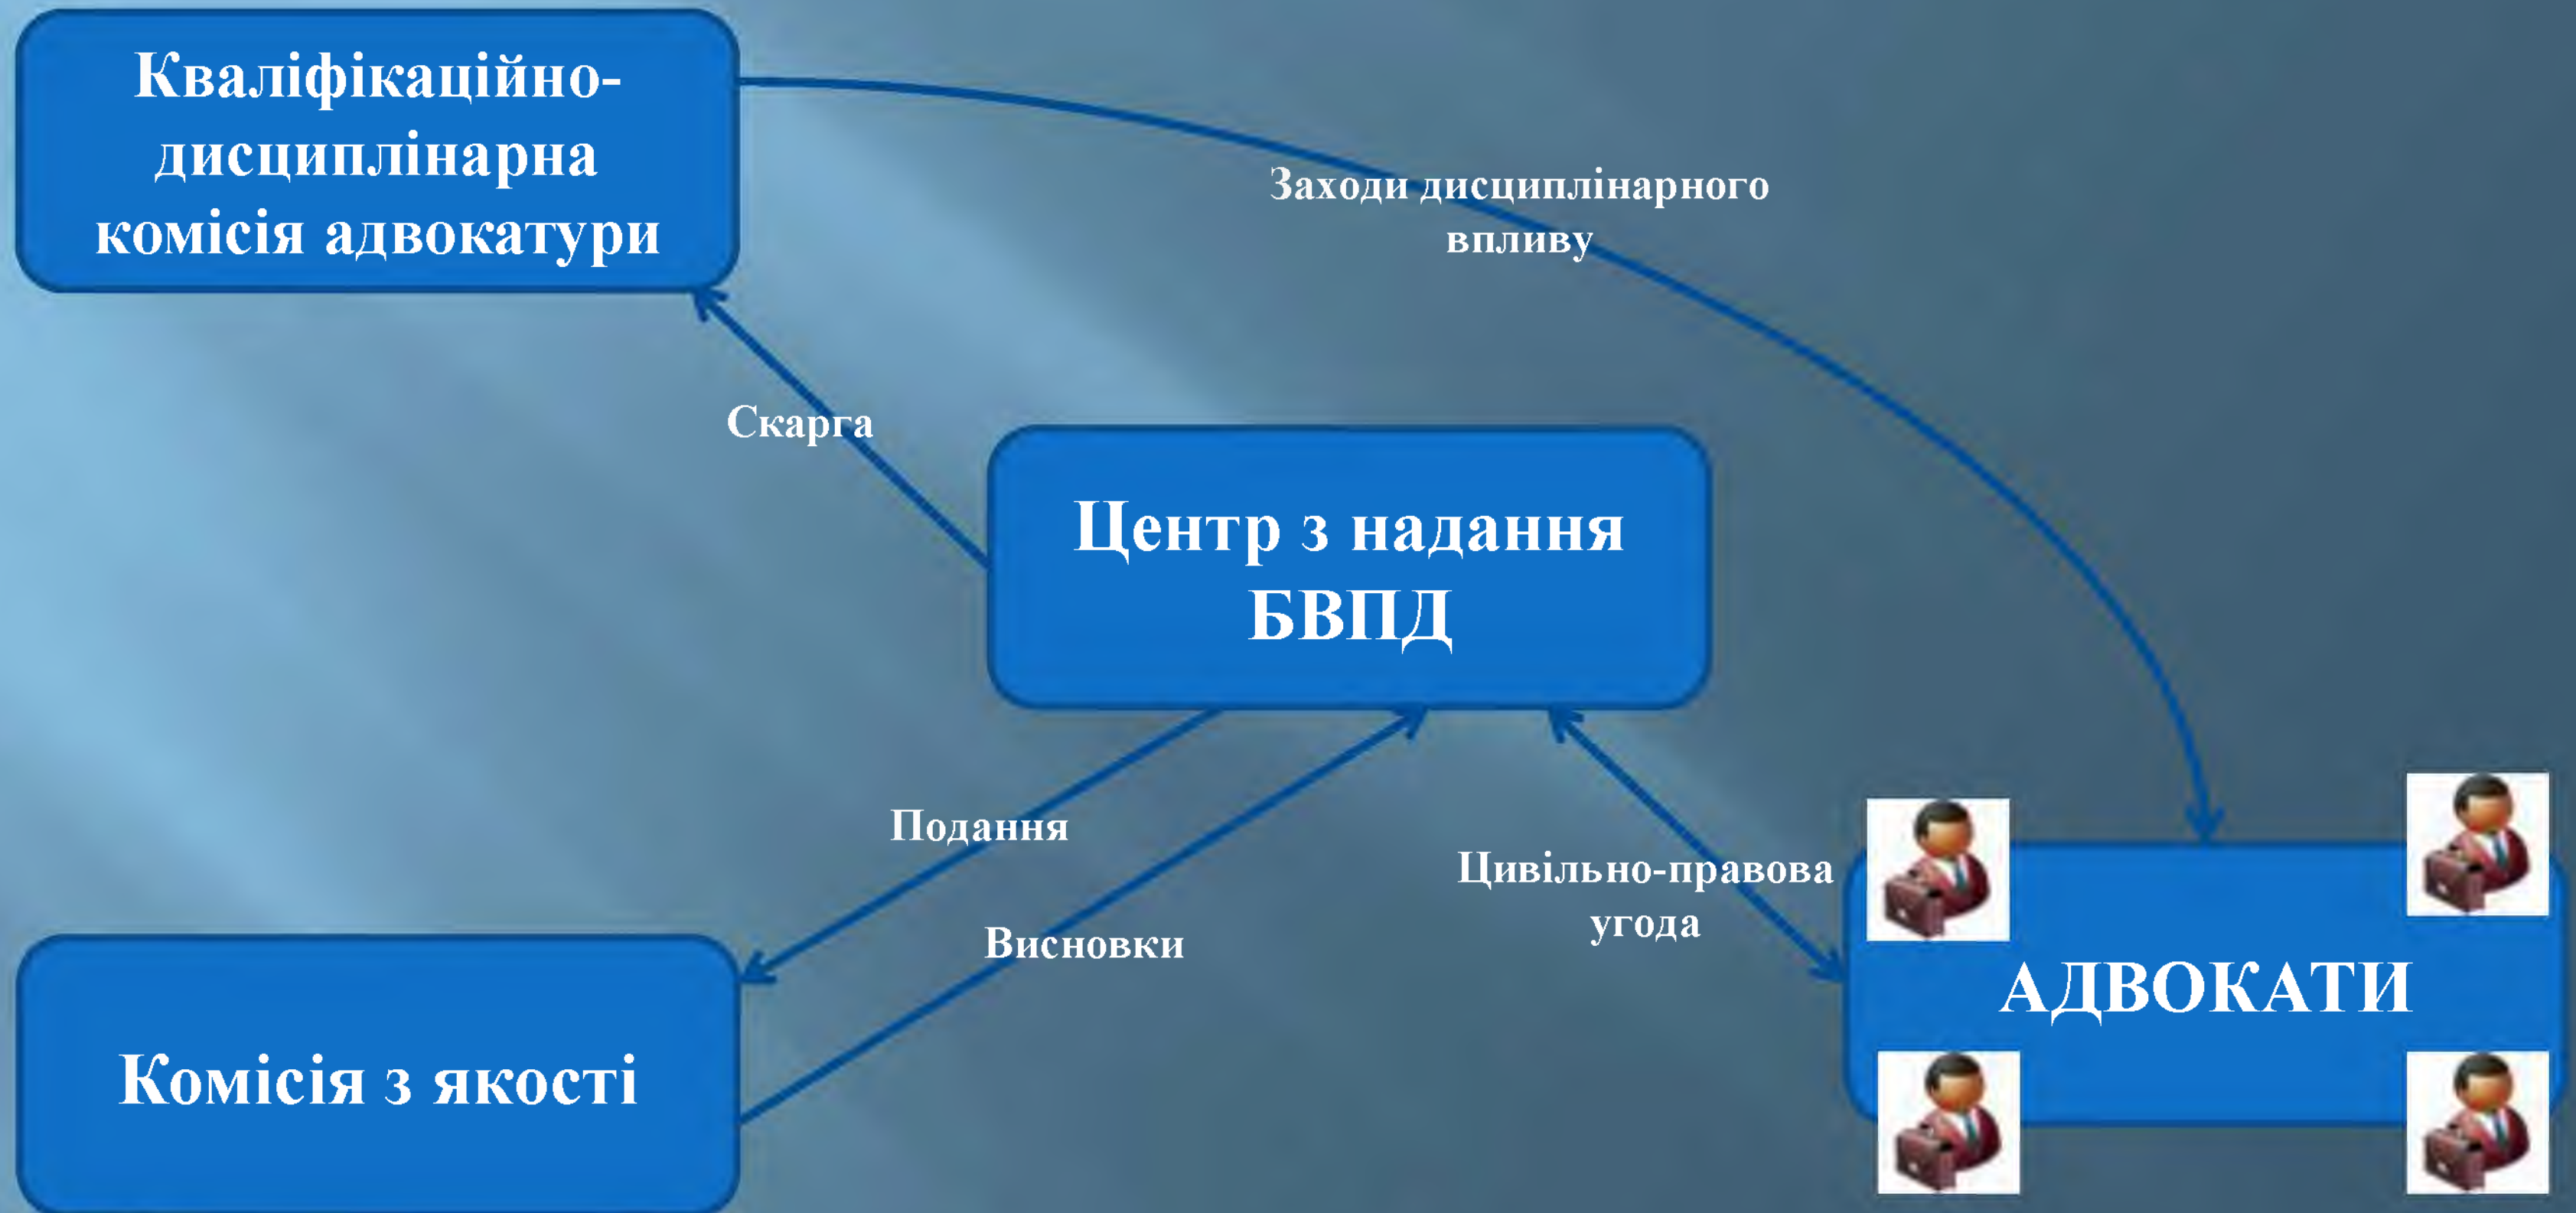 Кваліфікаційно-
дисциплінарна
комісія адвокатури
Заходи дисциплінарного
впливу
Скарга
Центр з надання
БВПД
Подання
Висновки
Цивільно-правова
угода
АДВОКАТИ
Комісія з якості